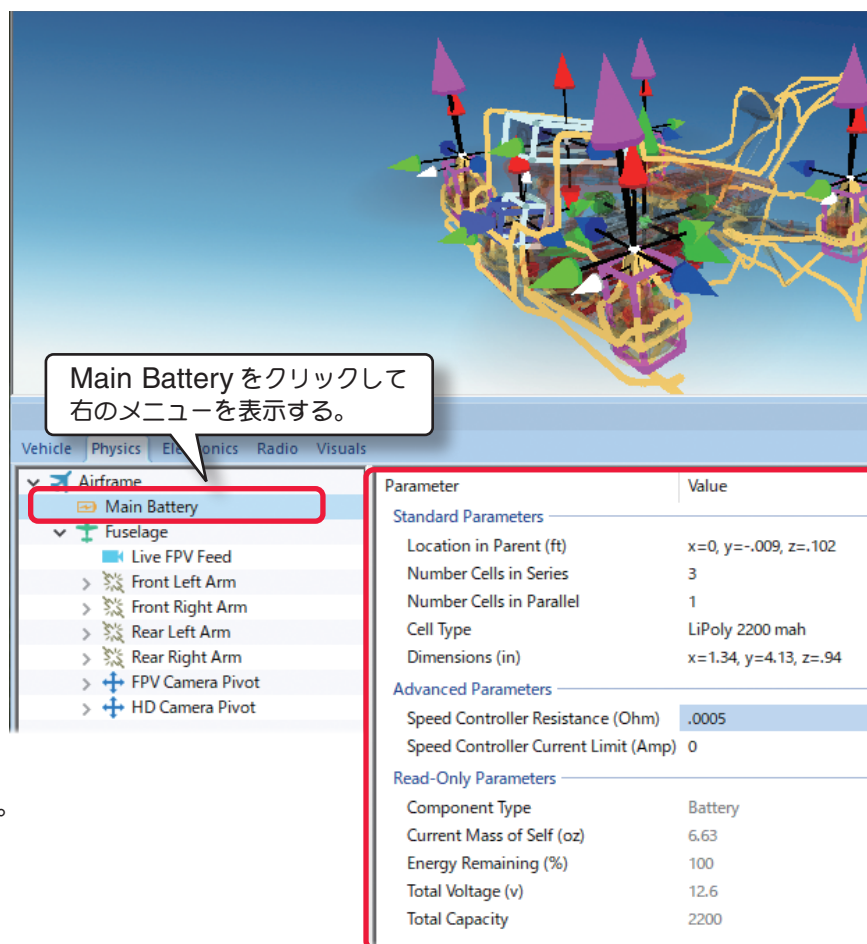 Main Battery をクリックして
右のメニューを表示する。
Vehicle Physics Electronics Radio Visuals
Airframe
Main Battery
Fuselage
Live FPV Feed
Front Left Arm
Front Right Arm
Rear Left Arm
Rear Right Arm
FPV Camera Pivot
HD Camera Pivot
。
Parameter Value
Standard Parameters
Location in Parent (ft) x=0, y=-.009, z=.102
Number Cells in Series 3
Number Cells in Parallel 1
Cell Type LiPoly 2200 mah
Dimensions (in) x=1.34, y=4.13, z=.94
Advanced Parameters
Speed Controller Resistance (Ohm) .0005
Speed Controller Current Limit (Amp) 0
Read-Only Parameters
Component Type Battery
Current Mass of Self (oz) 6.63
Energy Remaining (%) 100
Total Voltage (v) 12.6
Total Capacity 2200